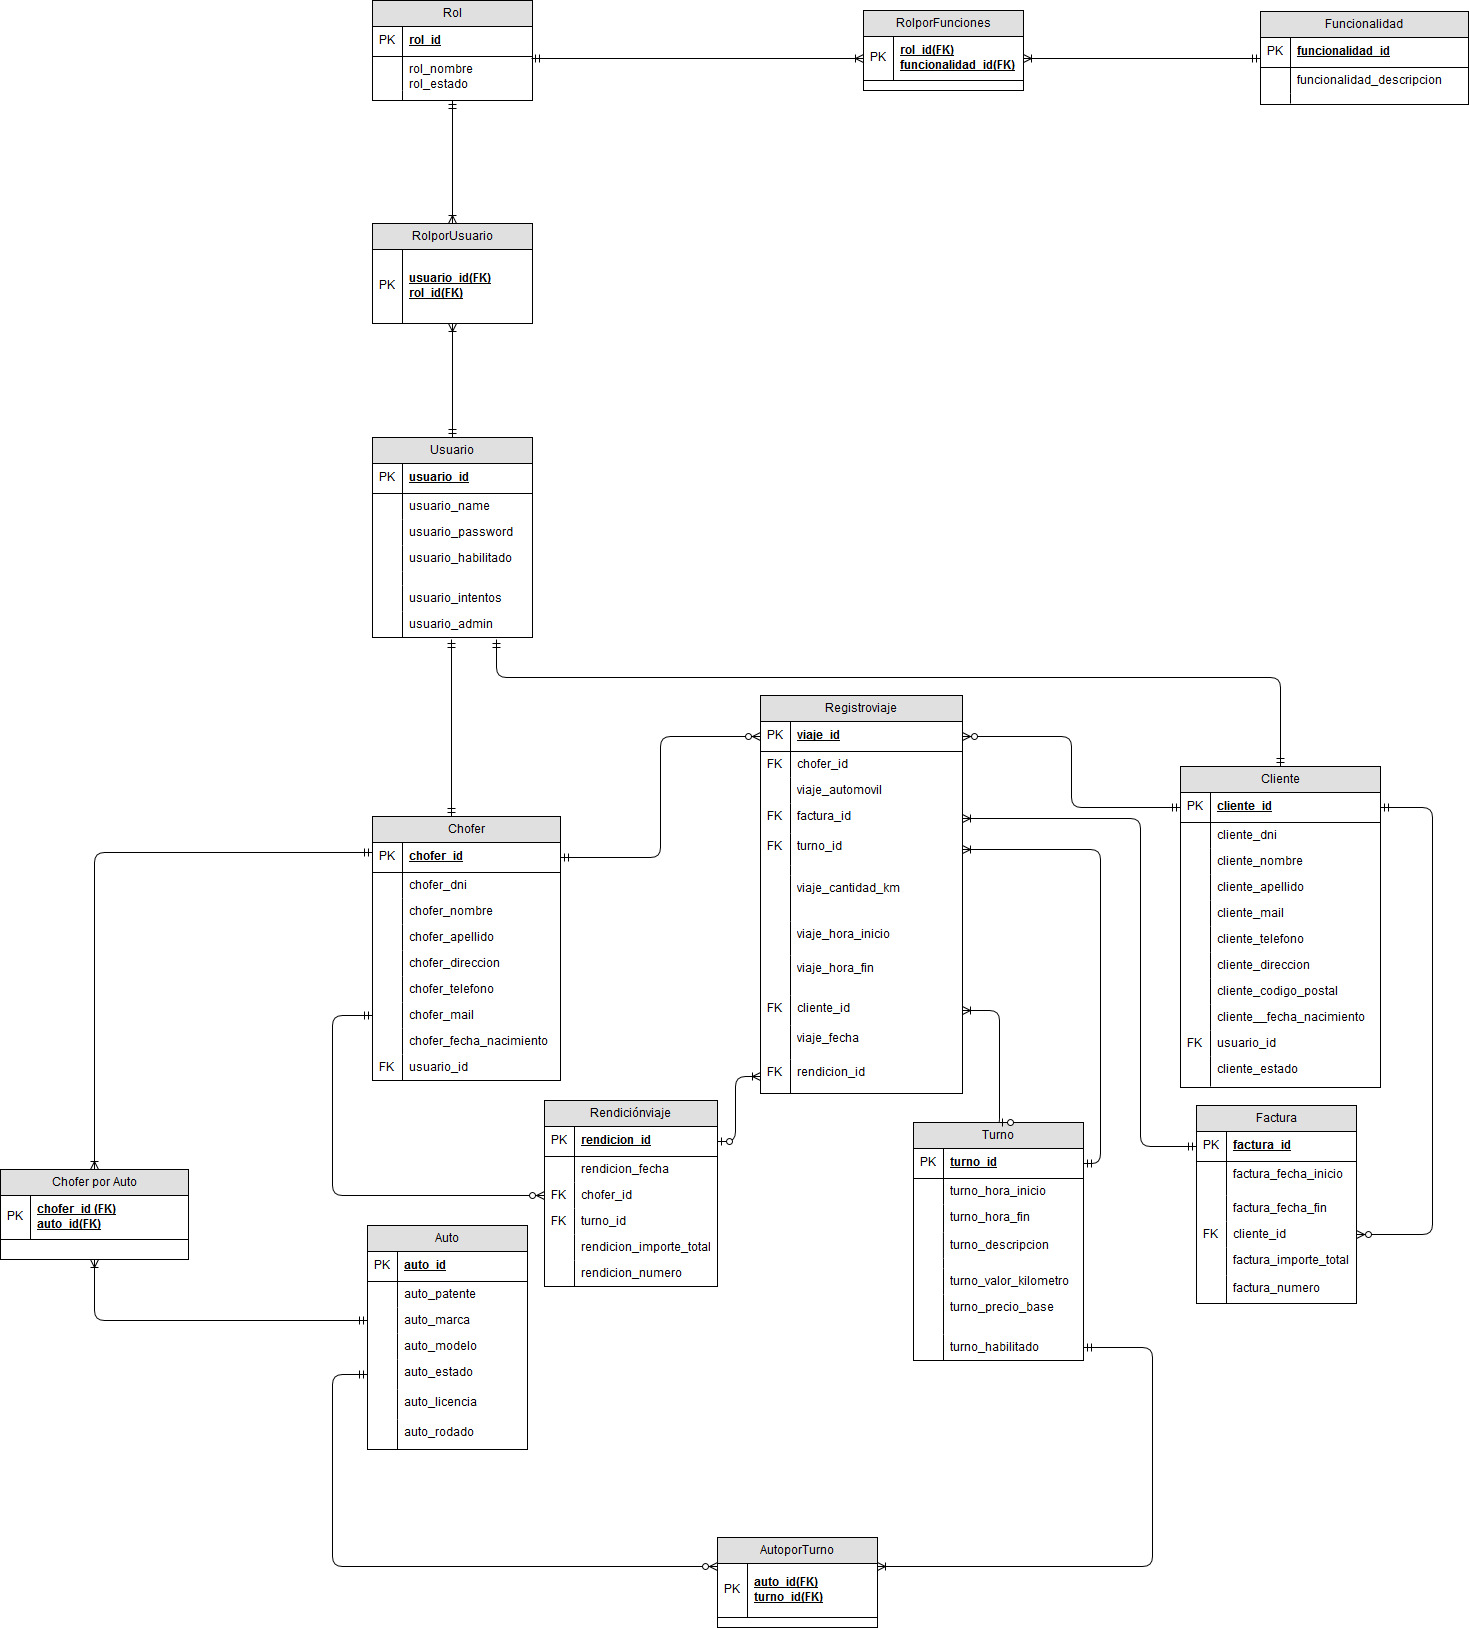 Rol
PK
rol_id
rol_nombre
rol_estado
RolporFunciones
PK
rol_id(FK)
funcionalidad_id(FK)
Funcionalidad
PK
funcionalidad_id
funcionalidad_descripcion
RolporUsuario
PK
usuario_id(FK)
rol_id(FK)
Usuario
PK
usuario_id
usuario_name
usuario_password
usuario_habilitado
usuario_intentos
usuario_admin
Registroviaje
PK
viaje_id
FK
chofer_id
viaje_automovil
FK
factura_id
FK
turno_id
viaje_cantidad_km
viaje_hora_inicio
viaje_hora_fin
FK
cliente_id
viaje_fecha
FK
rendicion_id
Cliente
PK
cliente_id
cliente_dni
cliente_nombre
cliente_apellido
cliente_mail
cliente_telefono
cliente_direccion
cliente_codigo_postal
cliente__fecha_nacimiento
FK
usuario_id
cliente_estado
Chofer
PK
chofer_id
chofer_dni
chofer_nombre
chofer_apellido
chofer_direccion
chofer_telefono
chofer_mail
chofer_fecha_nacimiento
FK
usuario_id
Rendiciónviaje
PK
rendicion_id
rendicion_fecha
FK
chofer_id
FK
turno_id
rendicion_importe_total
rendicion_numero
Turno
PK
turno_id
turno_hora_inicio
turno_hora_fin
turno_descripcion
turno_valor_kilometro
turno_precio_base
turno_habilitado
Factura
PK
factura_id
factura_fecha_inicio
factura_fecha_fin
FK
cliente_id
factura_importe_total
factura_numero
Chofer por Auto
PK
chofer_id (FK)
auto_id(FK)
Auto
PK
auto_id
auto_patente
auto_marca
auto_modelo
auto_estado
auto_licencia
auto_rodado
AutoporTurno
PK
auto_id(FK)
turno_id(FK)